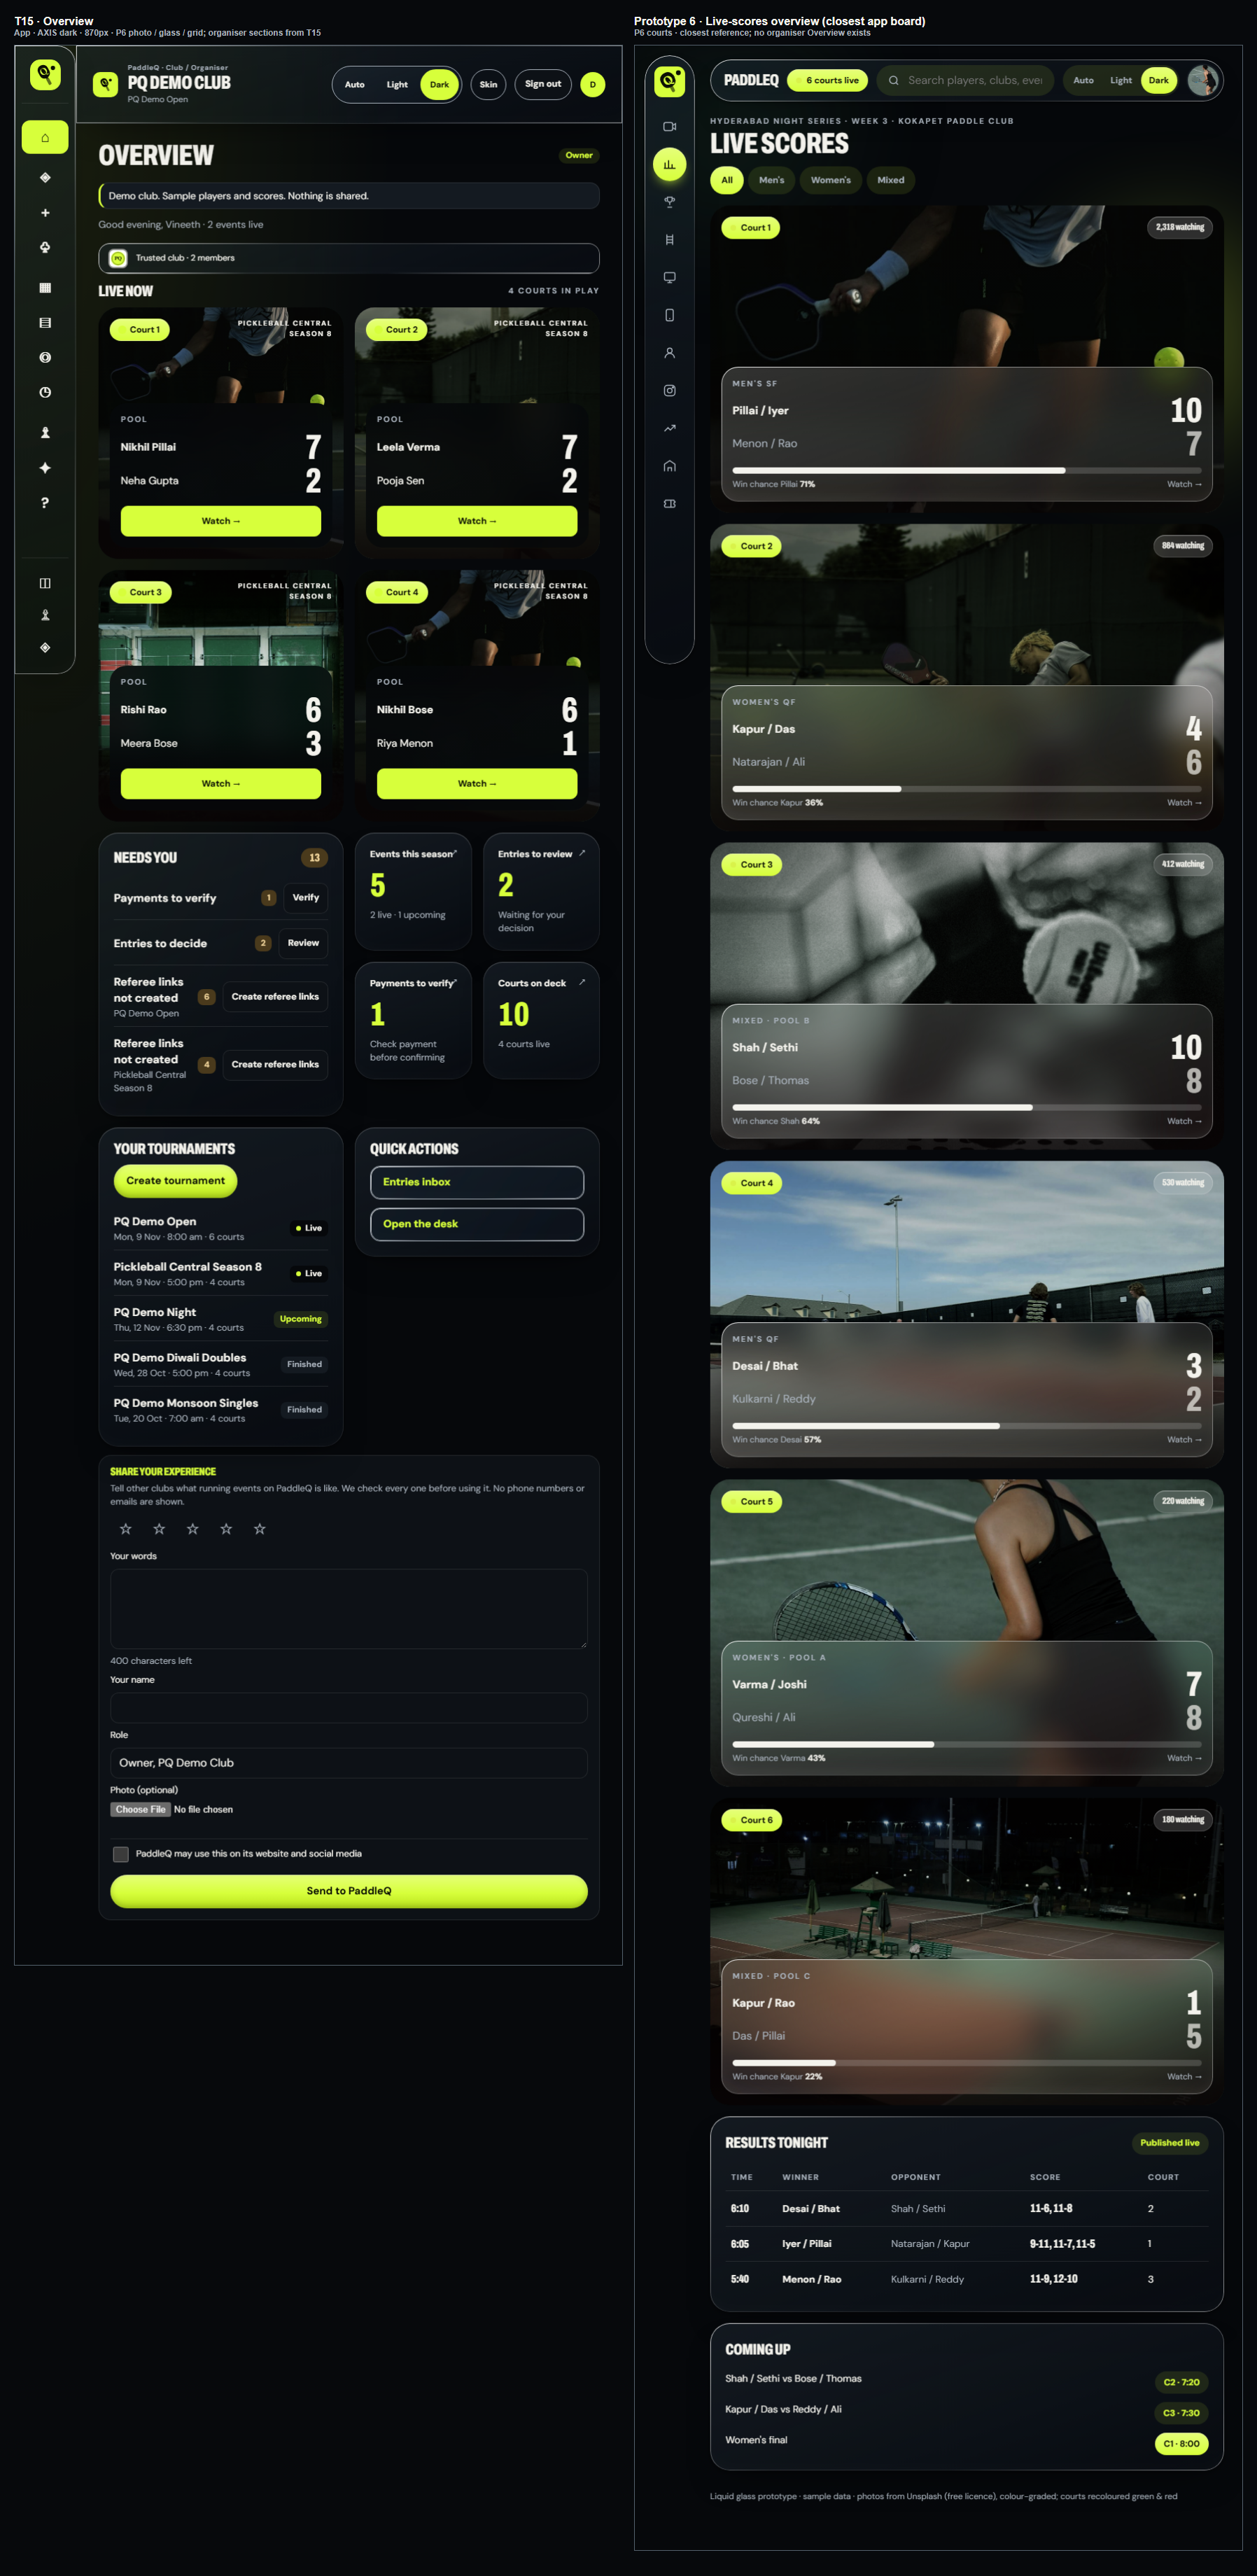 T15 · Overview
App · AXIS dark · 870px · P6 photo / glass / grid; organiser sections from T15
PaddleQ · Club / Organiser
PQ DEMO CLUB
PQ Demo Open
Auto
Light
Dark
Skin
Sign out
D
OVERVIEW
Owner
Demo club. Sample players and scores. Nothing is shared.
Good evening, Vineeth · 2 events live
PQ
Trusted club · 2 members
LIVE NOW
4 COURTS IN PLAY
Court 1
PICKLEBALL CENTRAL
SEASON 8
POOL
Nikhil Pillai
7
Neha Gupta
2
Watch →
Court 2
PICKLEBALL CENTRAL
SEASON 8
POOL
Leela Verma
7
Pooja Sen
2
Watch →
Court 3
PICKLEBALL CENTRAL
SEASON 8
POOL
Rishi Rao
6
Meera Bose
3
Watch →
Court 4
PICKLEBALL CENTRAL
SEASON 8
POOL
Nikhil Bose
6
Riya Menon
1
Watch →
NEEDS YOU
13
Payments to verify
1
Verify
Entries to decide
2
Review
Referee links
not created
PQ Demo Open
6
Create referee links
Referee links
not created
Pickleball Central
Season 8
4
Create referee links
Events this season ↗
5
2 live · 1 upcoming
Entries to review ↗
2
Waiting for your
decision
Payments to verify ↗
1
Check payment
before confirming
Courts on deck ↗
10
4 courts live
YOUR TOURNAMENTS
Create tournament
PQ Demo Open
Mon, 9 Nov · 8:00 am · 6 courts
Live
Pickleball Central Season 8
Mon, 9 Nov · 5:00 pm · 4 courts
Live
PQ Demo Night
Thu, 12 Nov · 6:30 pm · 4 courts
Upcoming
PQ Demo Diwali Doubles
Wed, 28 Oct · 5:00 pm · 4 courts
Finished
PQ Demo Monsoon Singles
Tue, 20 Oct · 7:00 am · 4 courts
Finished
QUICK ACTIONS
Entries inbox
Open the desk
SHARE YOUR EXPERIENCE
Tell other clubs what running events on PaddleQ is like. We check every one before using it. No phone numbers or
emails are shown.
Your words
400 characters left
Your name
Role
Owner, PQ Demo Club
Photo (optional)
Choose File No file chosen
PaddleQ may use this on its website and social media
Send to PaddleQ
Prototype 6 · Live-scores overview (closest app board)
P6 courts · closest reference; no organiser Overview exists
PADDLEQ
6 courts live
Search players, clubs, eve
Auto
Light
Dark
HYDERABAD NIGHT SERIES · WEEK 3 · KOKAPET PADDLE CLUB
LIVE SCORES
All
Men's
Women's
Mixed
Court 1
2,318 watching
MEN'S SF
Pillai / Iyer
10
Menon / Rao
7
Win chance Pillai 71%
Watch →
Court 2
864 watching
WOMEN'S QF
Kapur / Das
4
Natarajan / Ali
6
Win chance Kapur 36%
Watch →
Court 3
412 watching
MIXED · POOL B
Shah / Sethi
10
Bose / Thomas
8
Win chance Shah 64%
Watch →
Court 4
530 watching
MEN'S QF
Desai / Bhat
3
Kulkarni / Reddy
2
Win chance Desai 57%
Watch →
Court 5
220 watching
WOMEN'S · POOL A
Varma / Joshi
7
Qureshi / Ali
8
Win chance Varma 43%
Watch →
Court 6
180 watching
MIXED · POOL C
Kapur / Rao
1
Das / Pillai
5
Win chance Kapur 22%
Watch →
RESULTS TONIGHT
Published live
TIME WINNER OPPONENT SCORE COURT
6:10 Desai / Bhat Shah / Sethi 11-6, 11-8 2
6:05 Iyer / Pillai Natarajan / Kapur 9-11, 11-7, 11-5 1
5:40 Menon / Rao Kulkarni / Reddy 11-9, 12-10 3
COMING UP
Shah / Sethi vs Bose / Thomas
C2 · 7:20
Kapur / Das vs Reddy / Ali
C3 · 7:30
Women's final
C1 · 8:00
Liquid glass prototype · sample data · photos from Unsplash (free licence), colour-graded; courts recoloured green & red